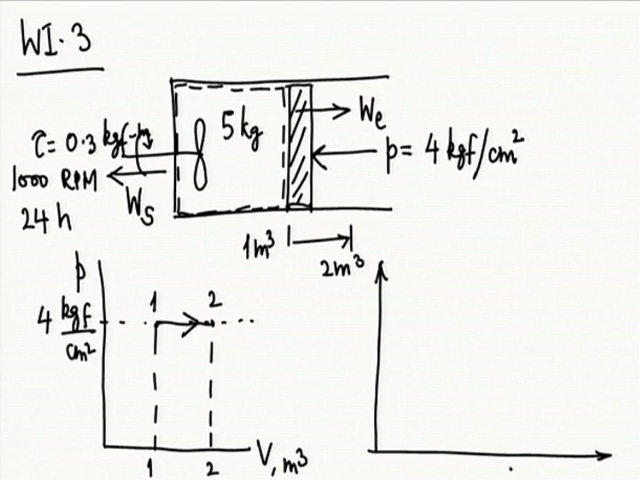 WI.3
5 kg
We
τ = 0.3 kgf-m
p = 4 kgf/cm²
1000 RPM
Ws
24 h
1m³
2m³
p
1 2
4 kgf/cm²
1 2 V, m³